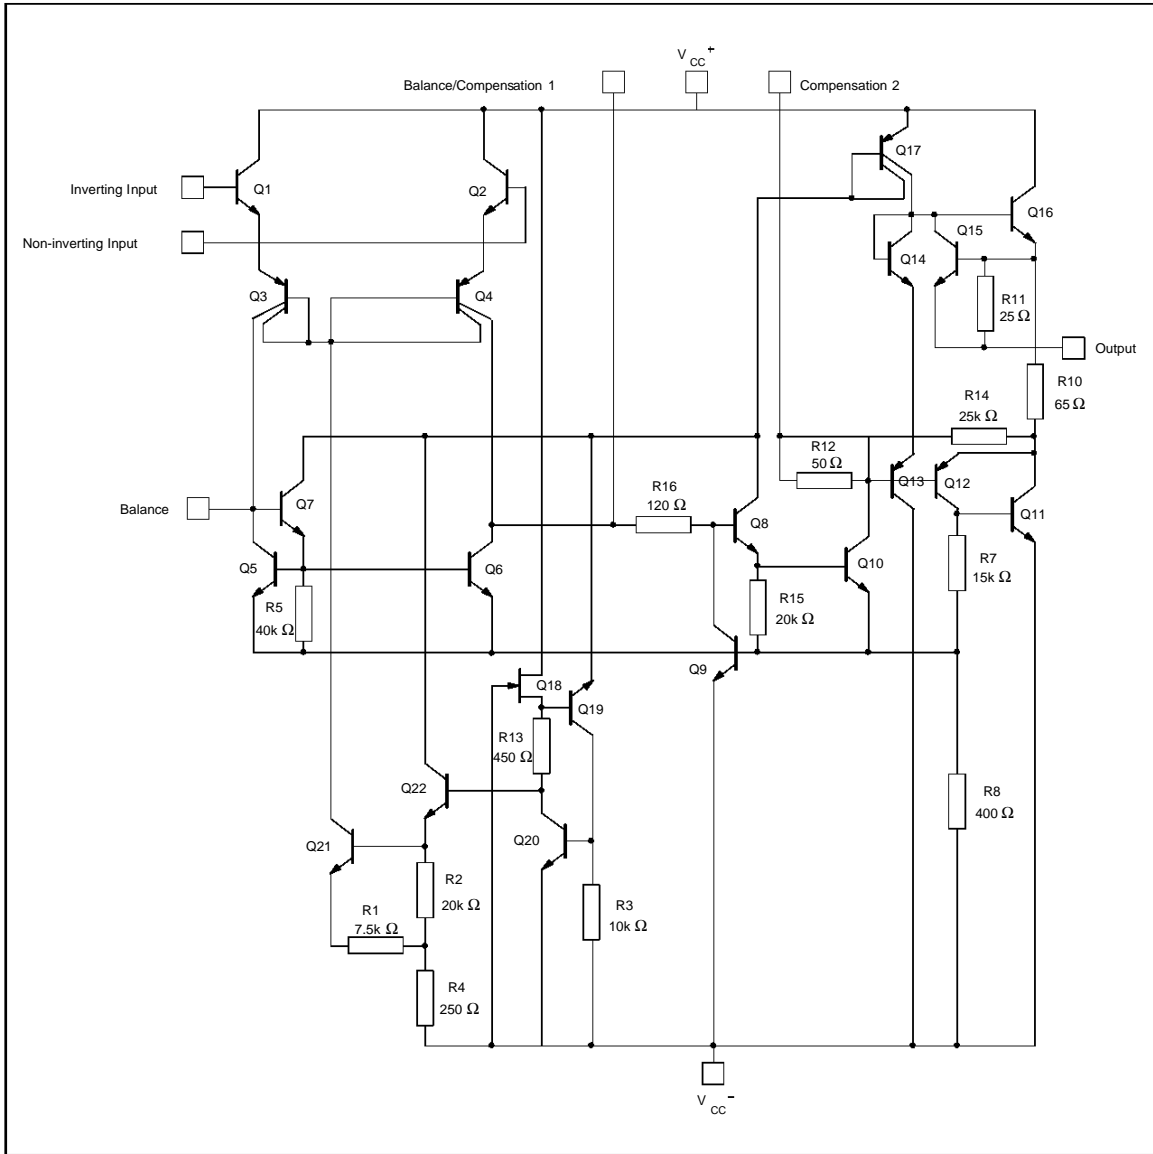 V CC +
Balance/Compensation 1
Compensation 2
Q17
Inverting Input
Q1
Q2
Q16
Q15
Non-inverting Input
Q14
Q3
Q4
R11
25 Ω
Output
R10
65 Ω
R14
25k Ω
R12
50 Ω
Q13
Q12
R16
120 Ω
Q7
Balance
Q8
Q11
Q5
Q6
Q10
R7
15k Ω
R5
40k Ω
R15
20k Ω
Q9
Q18
Q19
R13
450 Ω
Q22
R8
400 Ω
Q21
Q20
R2
20k Ω
R3
10k Ω
R1
7.5k Ω
R4
250 Ω
V CC -